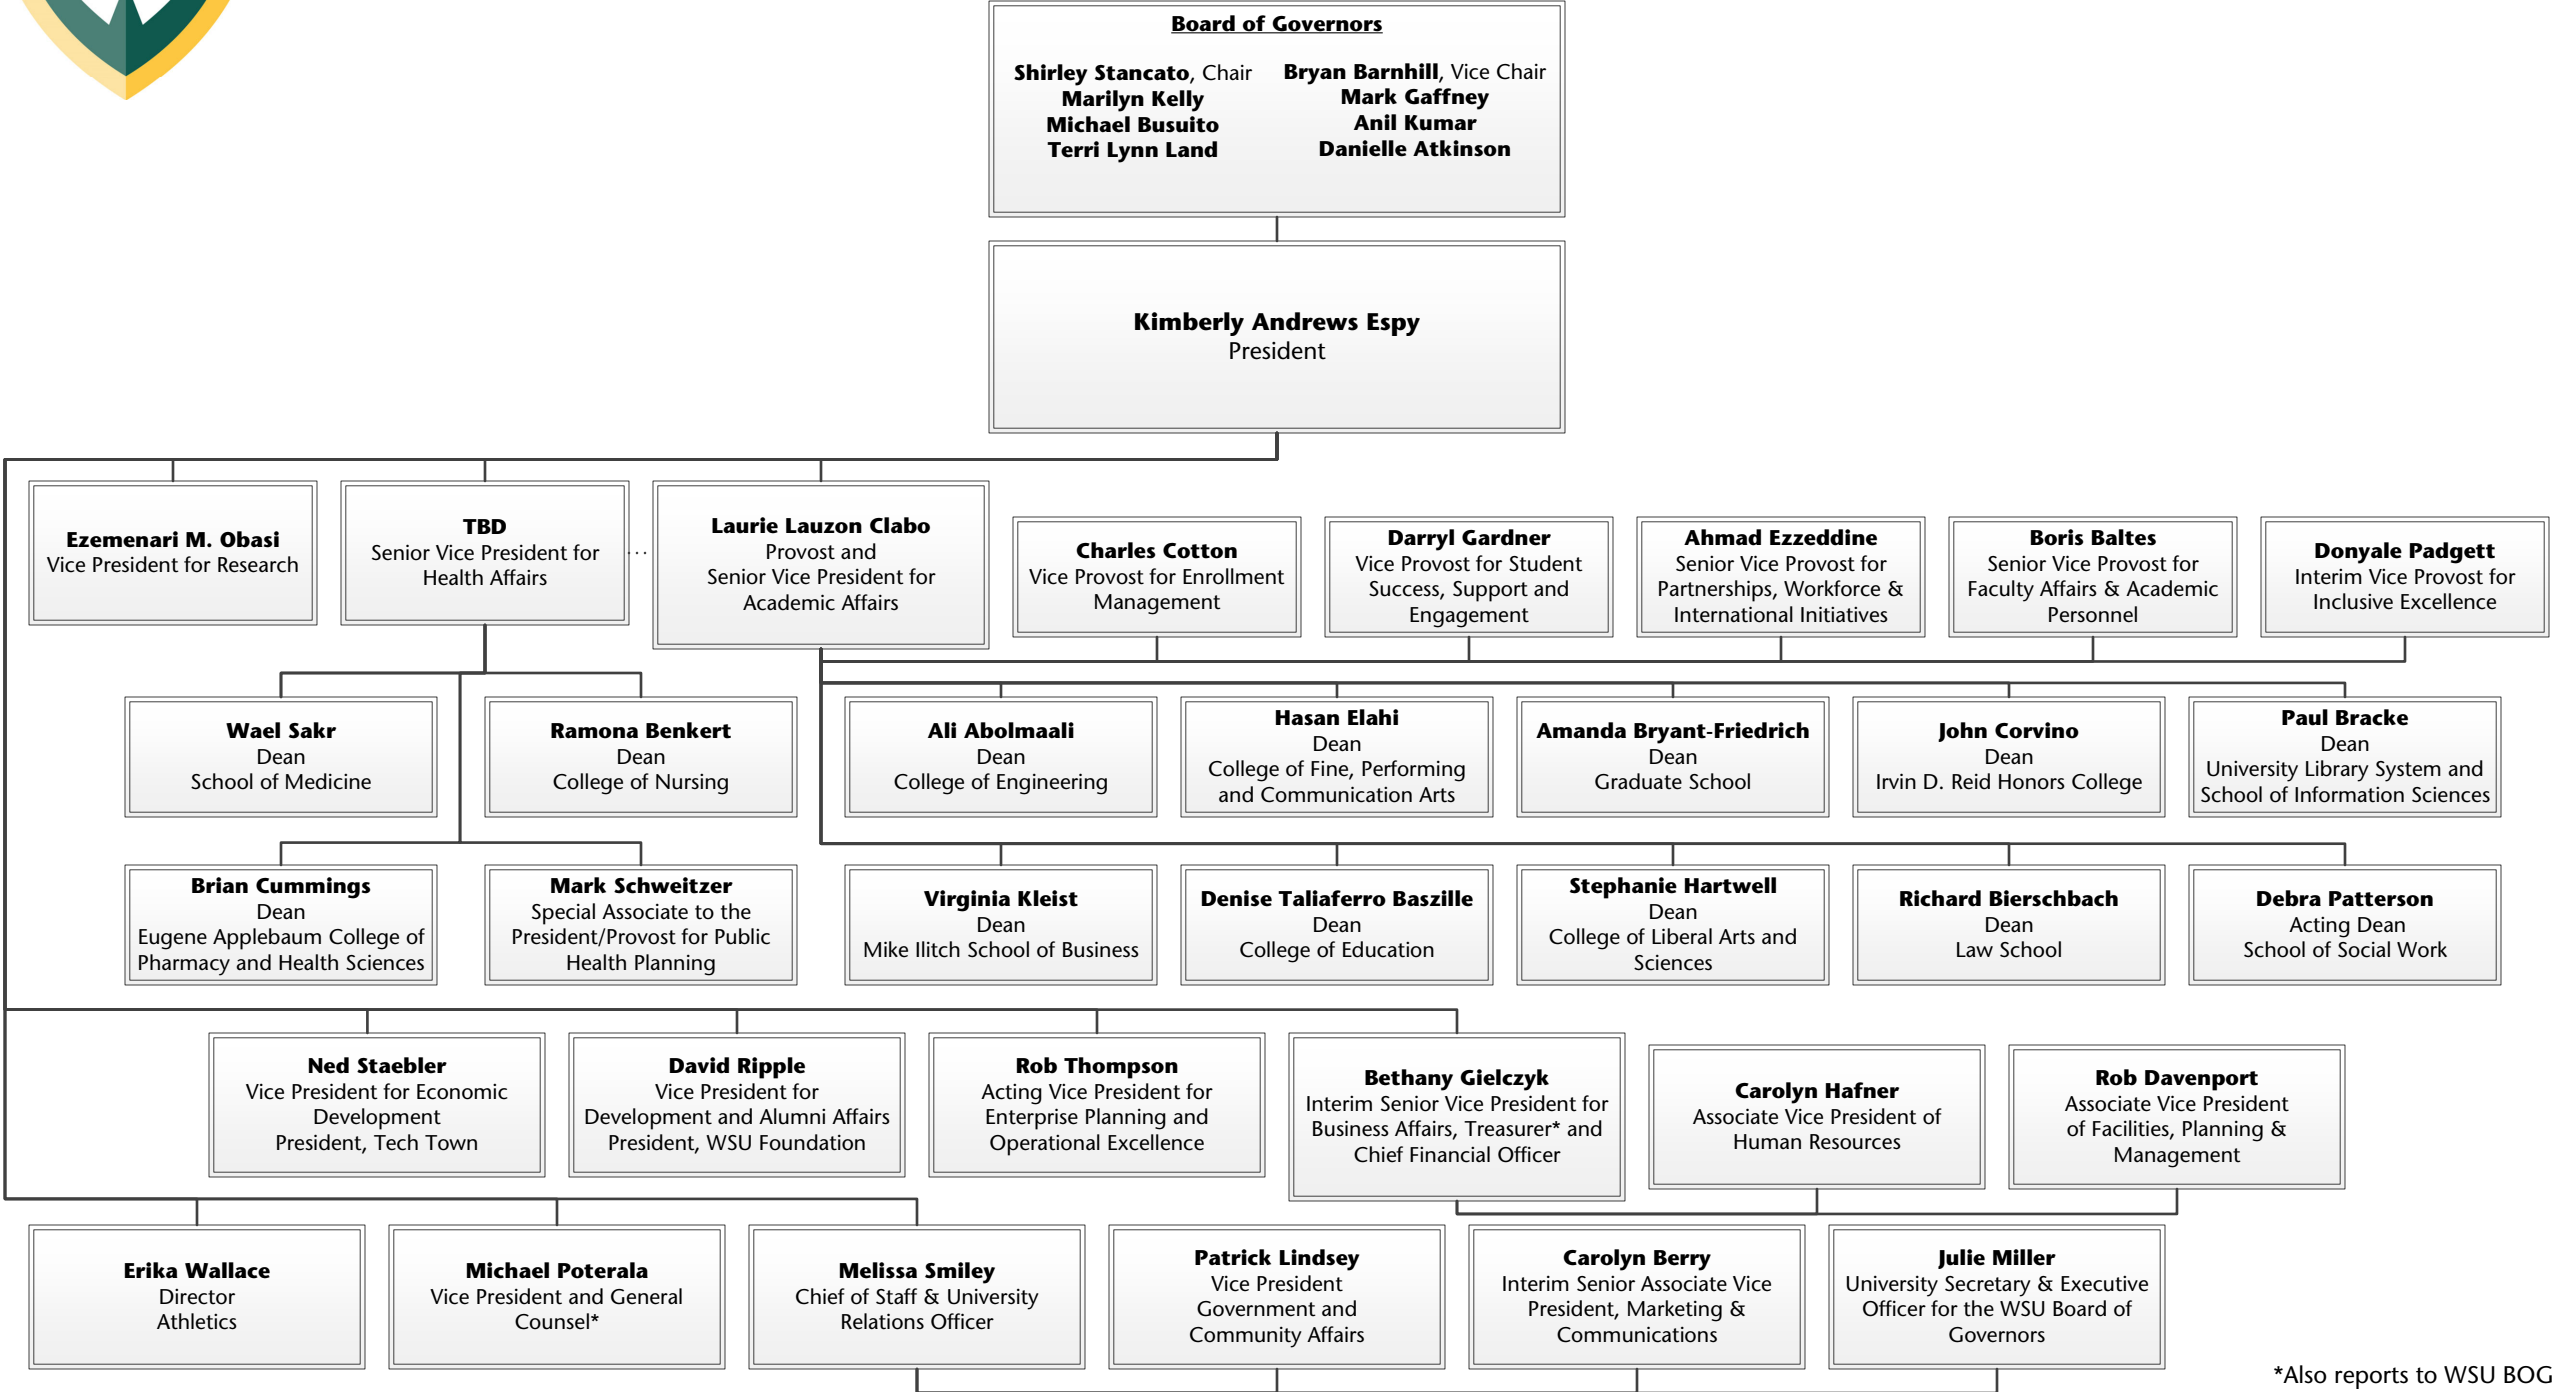 Board of Governors
Shirley Stancato, Chair
Marilyn Kelly
Michael Busuito
Terri Lynn Land
Bryan Barnhill, Vice Chair
Mark Gaffney
Anil Kumar
Danielle Atkinson
Kimberly Andrews Espy
President
Ezemenari M. Obasi
Vice President for Research
TBD
Senior Vice President for
Health Affairs
...
Laurie Lauzon Clabo
Provost and
Senior Vice President for
Academic Affairs
Charles Cotton
Vice Provost for Enrollment
Management
Darryl Gardner
Vice Provost for Student
Success, Support and
Engagement
Ahmad Ezzeddine
Senior Vice Provost for
Partnerships, Workforce &
International Initiatives
Boris Baltes
Senior Vice Provost for
Faculty Affairs & Academic
Personnel
Donyale Padgett
Interim Vice Provost for
Inclusive Excellence
Wael Sakr
Dean
School of Medicine
Ramona Benkert
Dean
College of Nursing
Ali Abolmaali
Dean
College of Engineering
Hasan Elahi
Dean
College of Fine, Performing
and Communication Arts
Amanda Bryant-Friedrich
Dean
Graduate School
John Corvino
Dean
Irvin D. Reid Honors College
Paul Bracke
Dean
University Library System and
School of Information Sciences
Brian Cummings
Dean
Eugene Applebaum College of
Pharmacy and Health Sciences
Mark Schweitzer
Special Associate to the
President/Provost for Public
Health Planning
Virginia Kleist
Dean
Mike Ilitch School of Business
Denise Taliaferro Baszille
Dean
College of Education
Stephanie Hartwell
Dean
College of Liberal Arts and
Sciences
Richard Bierschbach
Dean
Law School
Debra Patterson
Acting Dean
School of Social Work
Ned Staebler
Vice President for Economic
Development
President, Tech Town
David Ripple
Vice President for
Development and Alumni Affairs
President, WSU Foundation
Rob Thompson
Acting Vice President for
Enterprise Planning and
Operational Excellence
Bethany Gielczyk
Interim Senior Vice President for
Business Affairs, Treasurer* and
Chief Financial Officer
Carolyn Hafner
Associate Vice President of
Human Resources
Rob Davenport
Associate Vice President
of Facilities, Planning &
Management
Erika Wallace
Director
Athletics
Michael Poterala
Vice President and General
Counsel*
Melissa Smiley
Chief of Staff & University
Relations Officer
Patrick Lindsey
Vice President
Government and
Community Affairs
Carolyn Berry
Interim Senior Associate Vice
President, Marketing &
Communications
Julie Miller
University Secretary & Executive
Officer for the WSU Board of
Governors
*Also reports to WSU BOG